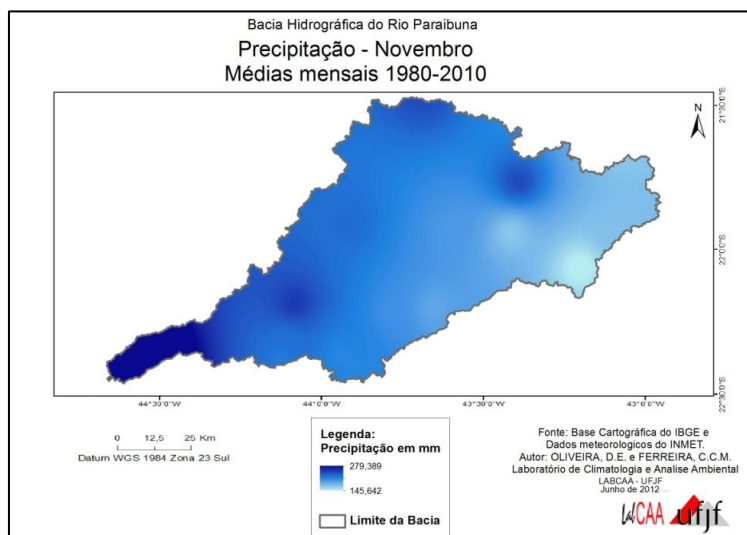 Bacia Hidrográfica do Rio Paraibuna
Precipitação - Novembro
Médias mensais 1980-2010
N
21°30'0"S
22°0'0"S
22°30'0"S
44°30'0"W
44°0'0"W
43°30'0"W
43°0'0"W
0 12,5 25 Km
Datum WGS 1984 Zona 23 Sul
Legenda:
Precipitação em mm
279,389
145,642
Limite da Bacia
Fonte: Base Cartográfica do IBGE e
Dados meteorologicos do INMET.
Autor: OLIVEIRA, D.E. e FERREIRA, C.C.M.
Laboratório de Climatologia e Analise Ambiental
LABCAA - UFJF
Junho de 2012
LabCAA ufjf